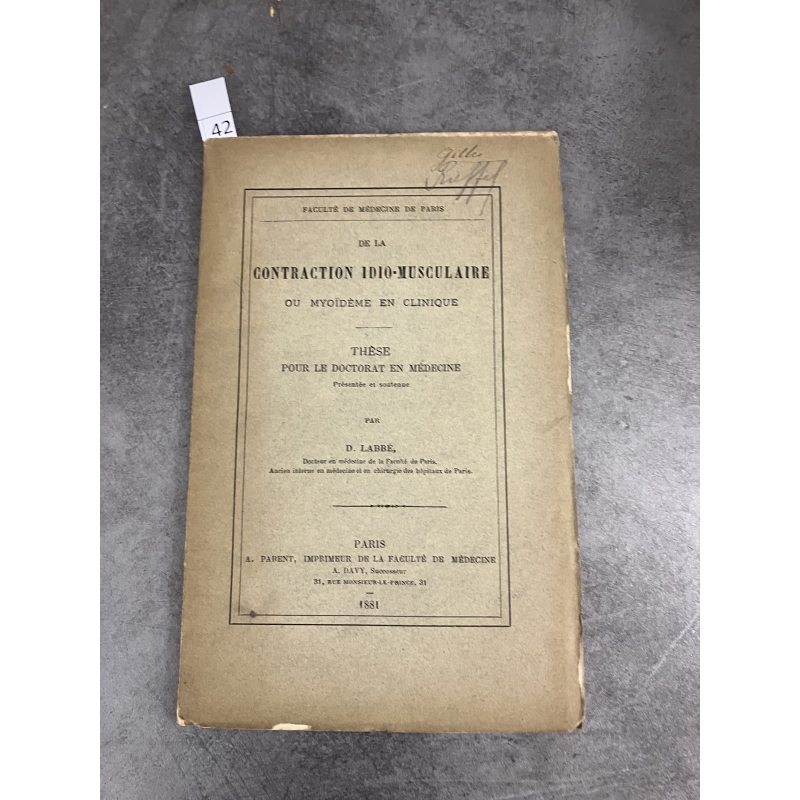 42
Gilles
FACULTÉ DE MÉDECINE DE PARIS
DE LA
CONTRACTION IDIO-MUSCULAIRE
OU MYOÏDÈME EN CLINIQUE
THÈSE
POUR LE DOCTORAT EN MÉDECINE
Présentée et soutenue
PAR
D. LABBÉ,
Docteur en médecine de la Faculté de Paris,
Ancien interne en médecine et en chirurgie des hôpitaux de Paris.
PARIS
A. PARENT, IMPRIMEUR DE LA FACULTÉ DE MÉDECINE
A. DAVY, Successeur
31, RUE MONSIEUR-LE-PRINCE, 31
1881